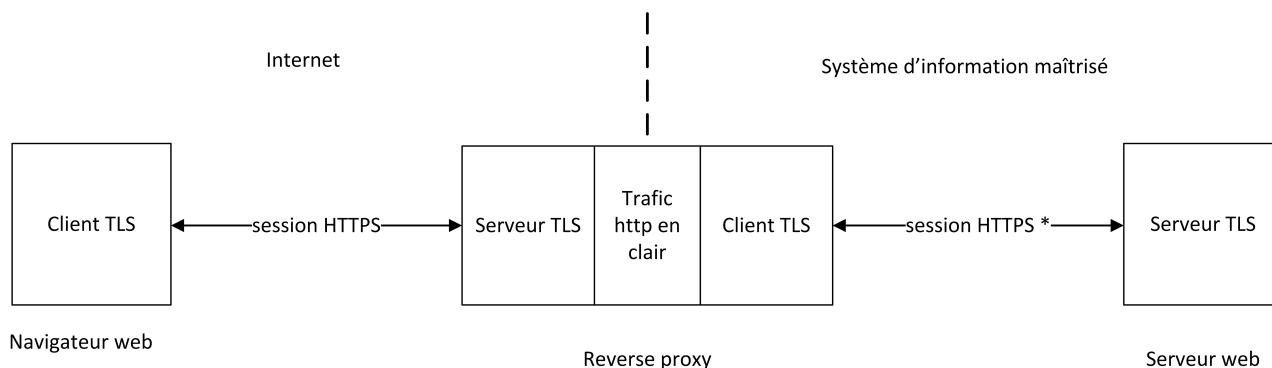 Internet
Système d'information maîtrisé
Client TLS
session HTTPS
Serveur TLS
Trafic
http en
clair
Client TLS
session HTTPS *
Serveur TLS
Navigateur web
Reverse proxy
Serveur web